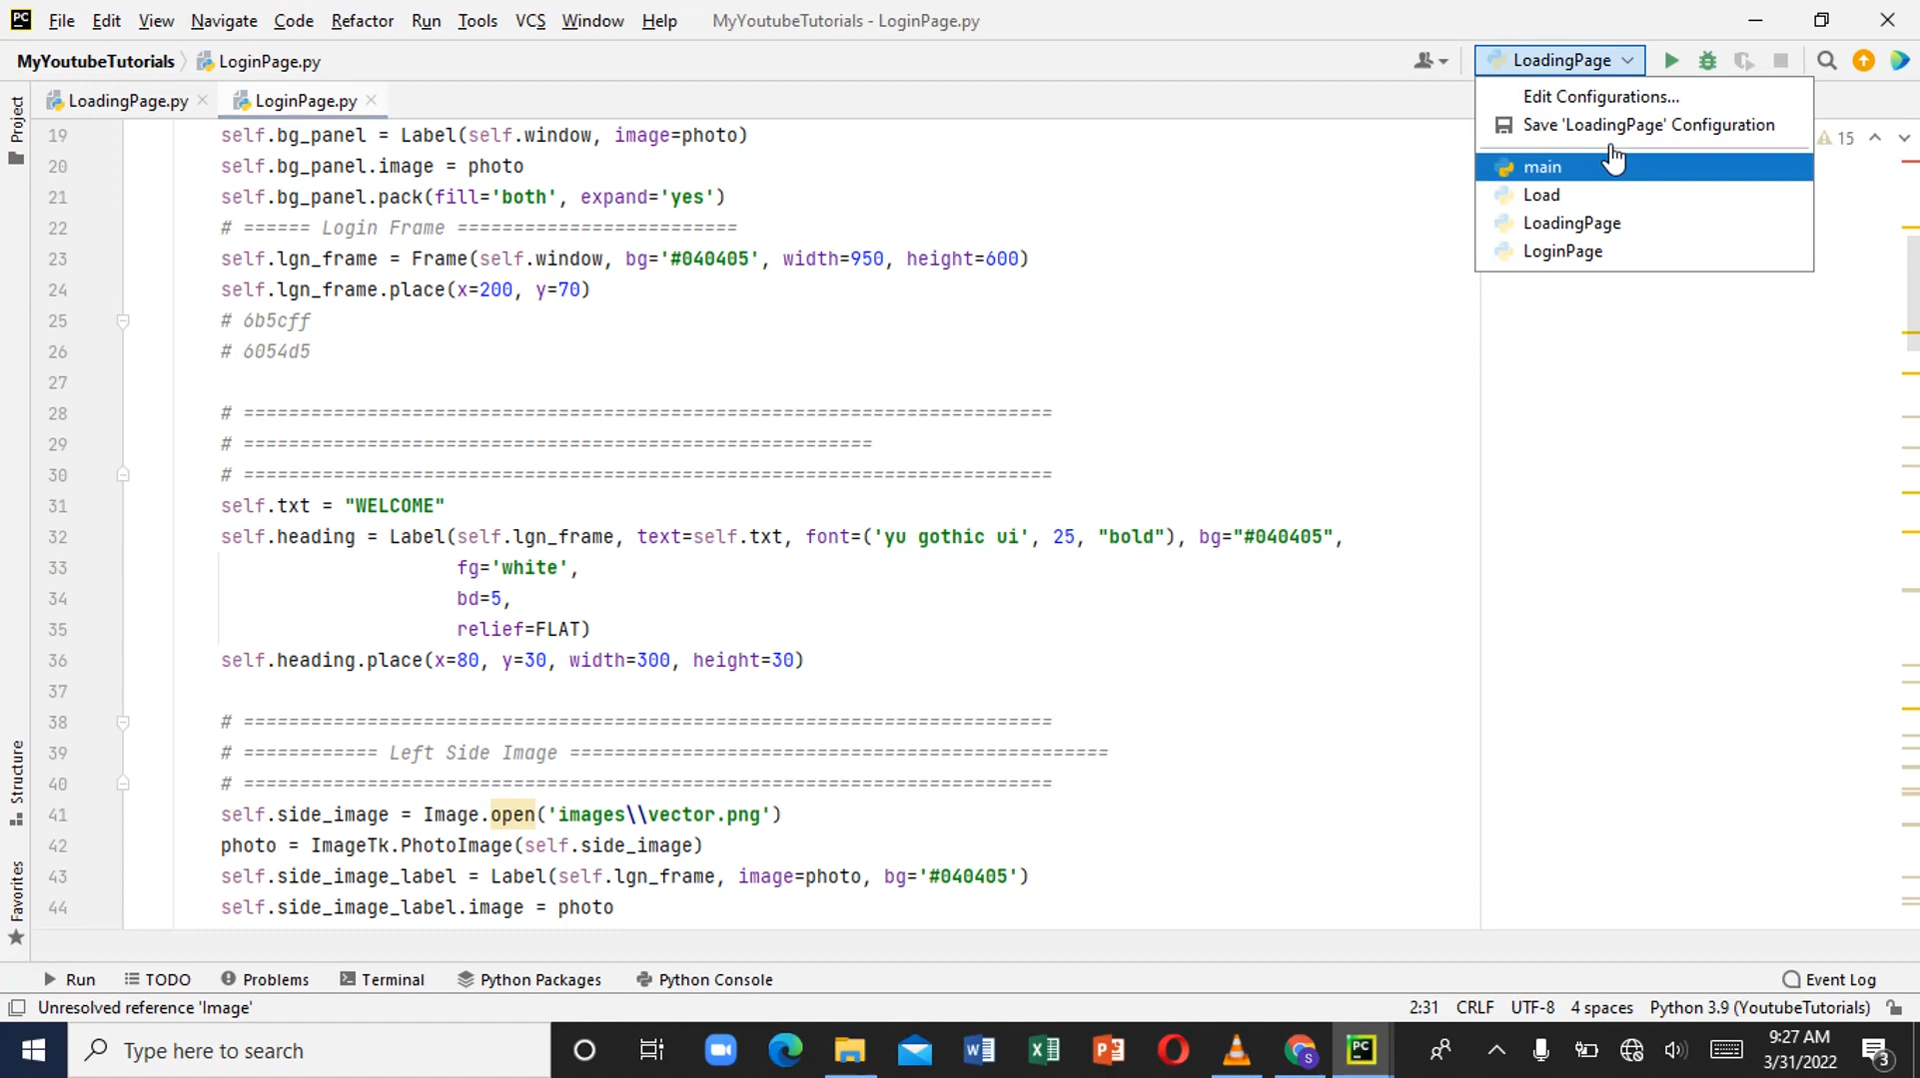 PC File Edit View Navigate Code Refactor Run Tools VCS Window Help MyYoutubeTutorials - LoginPage.py
MyYoutubeTutorials LoginPage.py LoadingPage
LoadingPage.py LoginPage.py
Edit Configurations...
Save 'LoadingPage' Configuration
main
Load
LoadingPage
LoginPage
15
Project
19 self.bg_panel = Label(self.window, image=photo)
20 self.bg_panel.image = photo
21 self.bg_panel.pack(fill='both', expand='yes')
22 # ====== Login Frame =========================
23 self.lgn_frame = Frame(self.window, bg='#040405', width=950, height=600)
24 self.lgn_frame.place(x=200, y=70)
25 # 6b5cff
26 # 6054d5
27
28 # ========================================================================
29 # ========================================================
30 # ========================================================================
31 self.txt = "WELCOME"
32 self.heading = Label(self.lgn_frame, text=self.txt, font=('yu gothic ui', 25, "bold"), bg="#040405",
33 fg='white',
34 bd=5,
35 relief=FLAT)
36 self.heading.place(x=80, y=30, width=300, height=30)
37
38 # ========================================================================
39 # ============ Left Side Image ================================================
40 # ========================================================================
41 self.side_image = Image.open('images\\vector.png')
42 photo = ImageTk.PhotoImage(self.side_image)
43 self.side_image_label = Label(self.lgn_frame, image=photo, bg='#040405')
44 self.side_image_label.image = photo
Structure
Favorites
Run TODO Problems Terminal Python Packages Python Console Event Log
Unresolved reference 'Image' 2:31 CRLF UTF-8 4 spaces Python 3.9 (YoutubeTutorials)
Type here to search
9:27 AM
3/31/2022
3